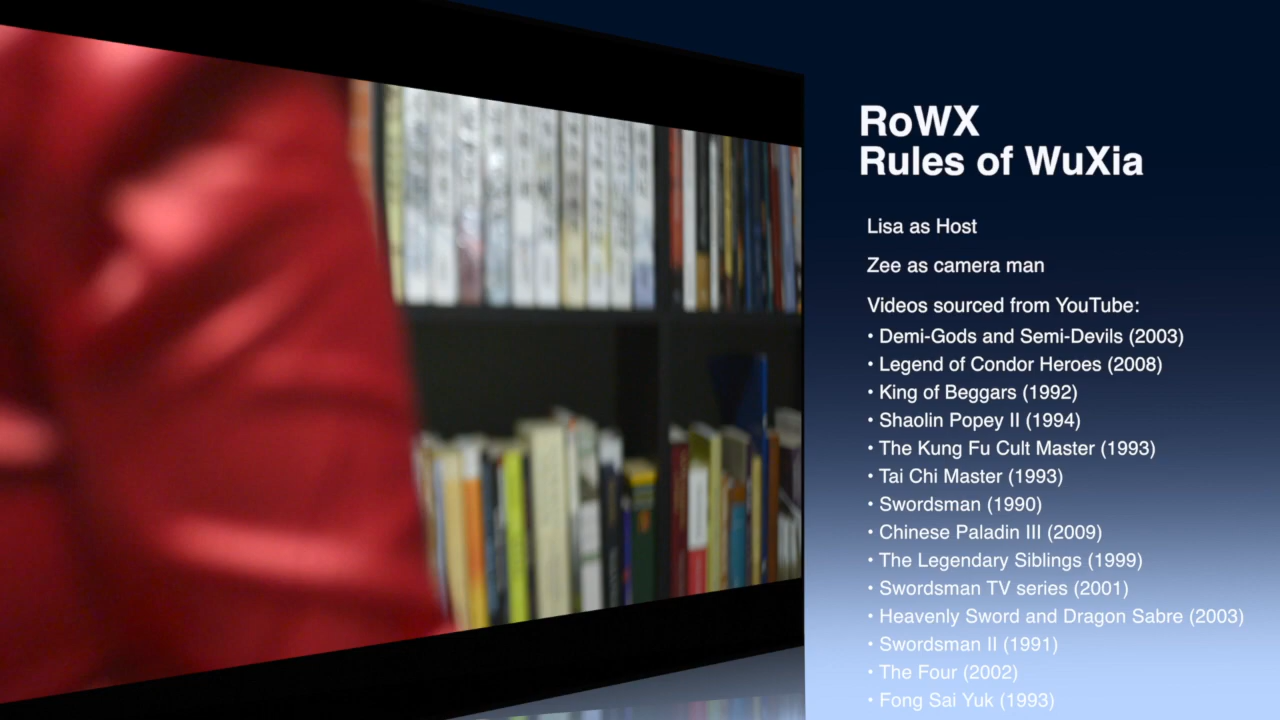 RoWX
Rules of WuXia
Lisa as Host
Zee as camera man
Videos sourced from YouTube:
• Demi-Gods and Semi-Devils (2003)
• Legend of Condor Heroes (2008)
• King of Beggars (1992)
• Shaolin Popey II (1994)
• The Kung Fu Cult Master (1993)
• Tai Chi Master (1993)
• Swordsman (1990)
• Chinese Paladin III (2009)
• The Legendary Siblings (1999)
• Swordsman TV series (2001)
• Heavenly Sword and Dragon Sabre (2003)
• Swordsman II (1991)
• The Four (2002)
• Fong Sai Yuk (1993)